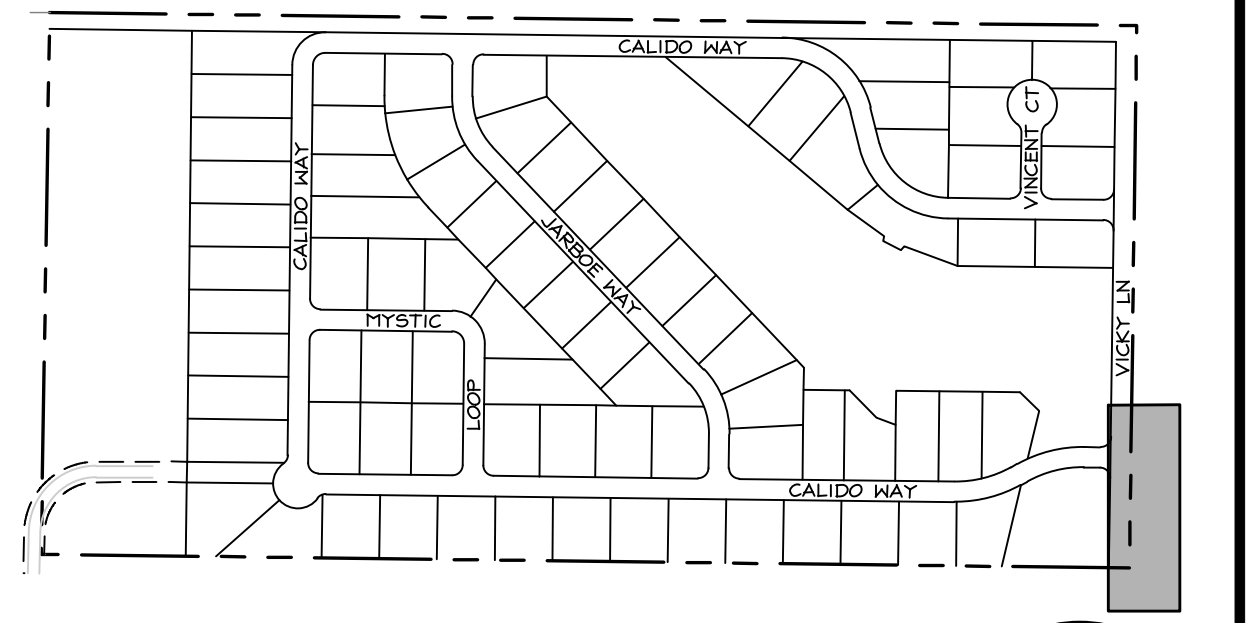 CALIDO WAY
VINCENT CT
CALIDO WAY
JARBOE WAY
VICKY LN
MYSTIC
LOOP
CALIDO WAY